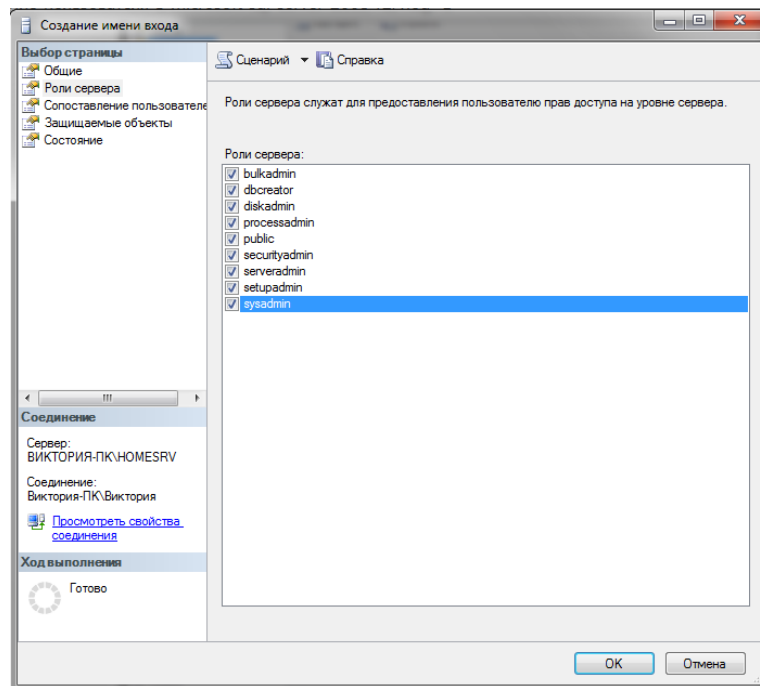 Создание имени входа
Выбор страницы
Общие
Роли сервера
Сопоставление пользователе
Защищаемые объекты
Состояние
Сценарий
Справка
Роли сервера служат для предоставления пользователю прав доступа на уровне сервера.
Роли сервера:
bulkadmin
dbcreator
diskadmin
processadmin
public
securityadmin
serveradmin
setupadmin
sysadmin
Соединение
Сервер:
ВИКТОРИЯ-ПК\HOMESRV
Соединение:
Виктория-ПК\Виктория
Просмотреть свойства
соединения
Ход выполнения
Готово
OK
Отмена